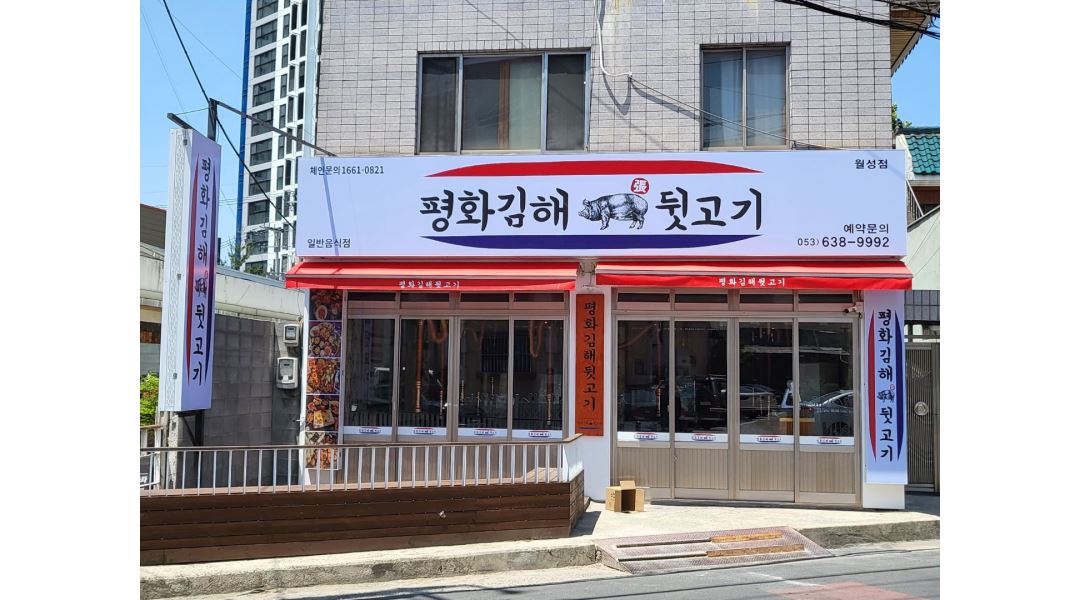 체인문의1661-0821
월성점
평화김해 張 뒷고기
일반음식점
예약문의
053) 638-9992
평화김해뒷고기
평화김해뒷고기
평화김해 뒷고기
평화김해뒷고기
평화김해 뒷고기